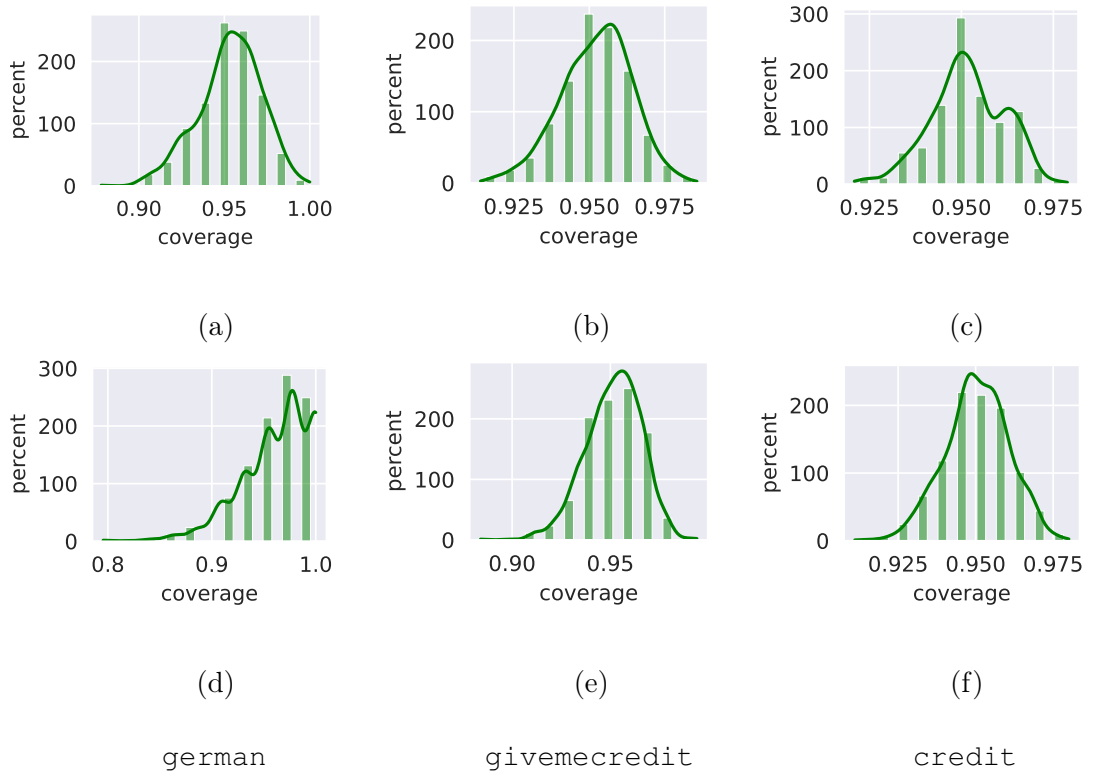 200
100
0
percent
0.90 0.95 1.00
coverage
(a)
200
100
0
percent
0.925 0.950 0.975
coverage
(b)
300
200
100
0
percent
0.925 0.950 0.975
coverage
(c)
300
200
100
0
percent
0.8 0.9 1.0
coverage
(d)
200
100
0
percent
0.90 0.95
coverage
(e)
200
100
0
percent
0.925 0.950 0.975
coverage
(f)
german
givemecredit
credit